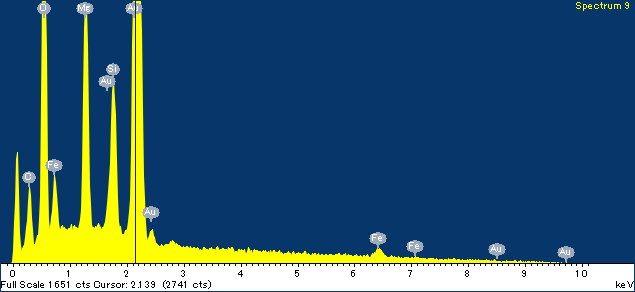 Spectrum 9
O Mg Au
Si
Au
Fe
O
Au
Fe
Fe
Au
Au
0 1 2 3 4 5 6 7 8 9 10
Full Scale 1651 cts Cursor: 2.139 (2741 cts) keV